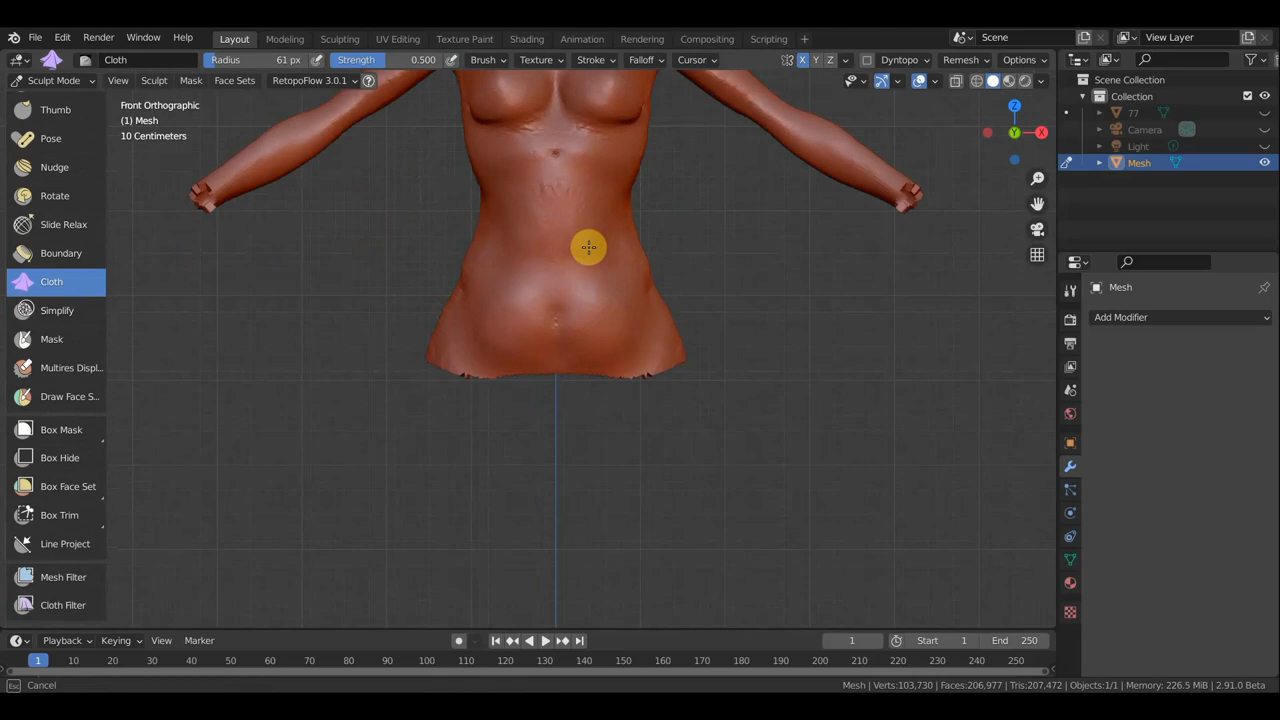 File Edit Render Window Help Layout Modeling Sculpting UV Editing Texture Paint Shading Animation Rendering Compositing Scripting + Scene View Layer
Cloth Radius 61 px Strength 0.500 Brush Texture Stroke Falloff Cursor X Y Z Dyntopo Remesh Options
Sculpt Mode View Sculpt Mask Face Sets RetopoFlow 3.0.1 ?
Scene Collection
Collection
77
Camera
Light
Mesh
Front Orthographic
(1) Mesh
10 Centimeters
Z
Y
X
Thumb
Pose
Nudge
Rotate
Slide Relax
Boundary
Cloth
Simplify
Mask
Multires Displ...
Draw Face S...
Box Mask
Box Hide
Box Face Set
Box Trim
Line Project
Mesh Filter
Cloth Filter
Mesh
Add Modifier
Playback Keying View Marker 1 Start 1 End 250
1 10 20 30 40 50 60 70 80 90 100 110 120 130 140 150 160 170 180 190 200 210 220 230 240 250
Esc Cancel Mesh | Verts:103,730 | Faces:206,977 | Tris:207,472 | Objects:1/1 | Memory: 226.5 MiB | 2.91.0 Beta